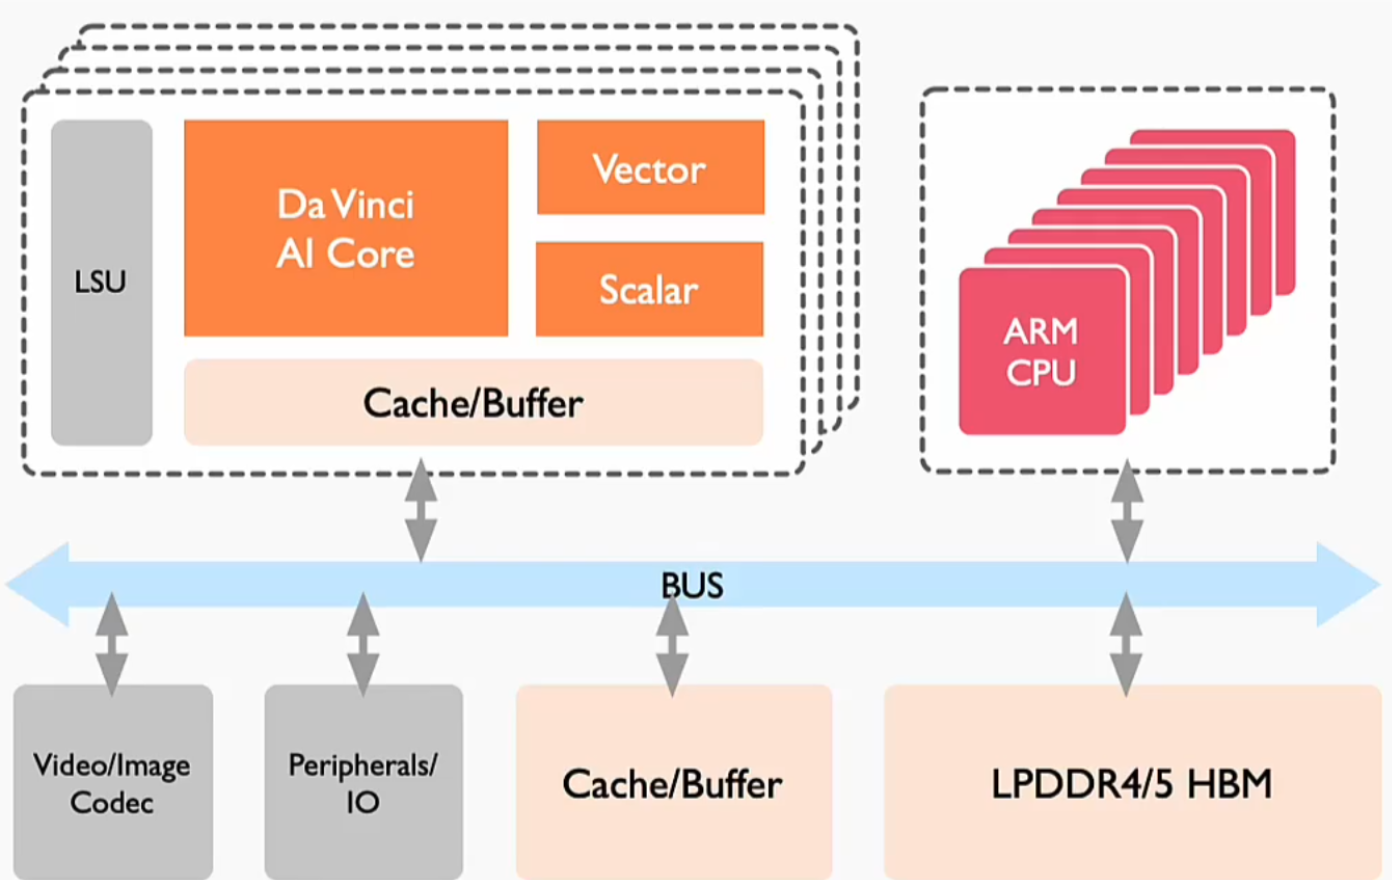 LSU
Da Vinci
AI Core
Vector
Scalar
Cache/Buffer
ARM
CPU
BUS
Video/Image
Codec
Peripherals/
IO
Cache/Buffer
LPDDR4/5 HBM